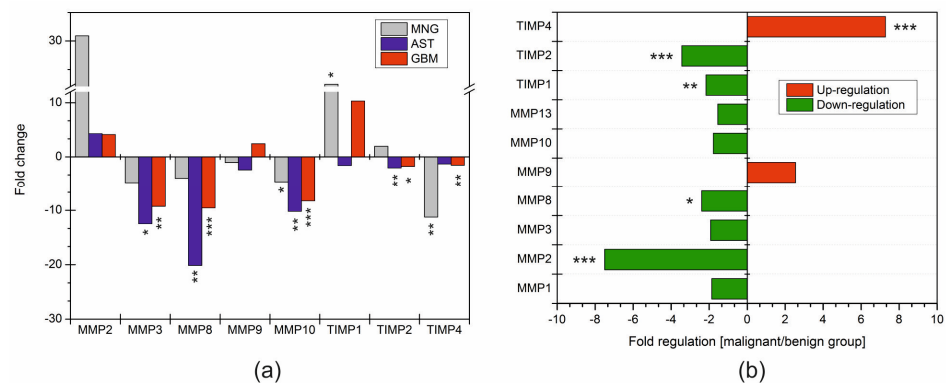 MNG
AST
GBM
30
10
0
-10
-20
-30
Fold change
*
*
**
**
***
*
**
***
*
**
*
**
**
MMP2 MMP3 MMP8 MMP9 MMP10 TIMP1 TIMP2 TIMP4
(a)
TIMP4
TIMP2
TIMP1
MMP13
MMP10
MMP9
MMP8
MMP3
MMP2
MMP1
***
***
**
*
***
Up-regulation
Down-regulation
-10 -8 -6 -4 -2 0 2 4 6 8 10
Fold regulation [malignant/benign group]
(b)